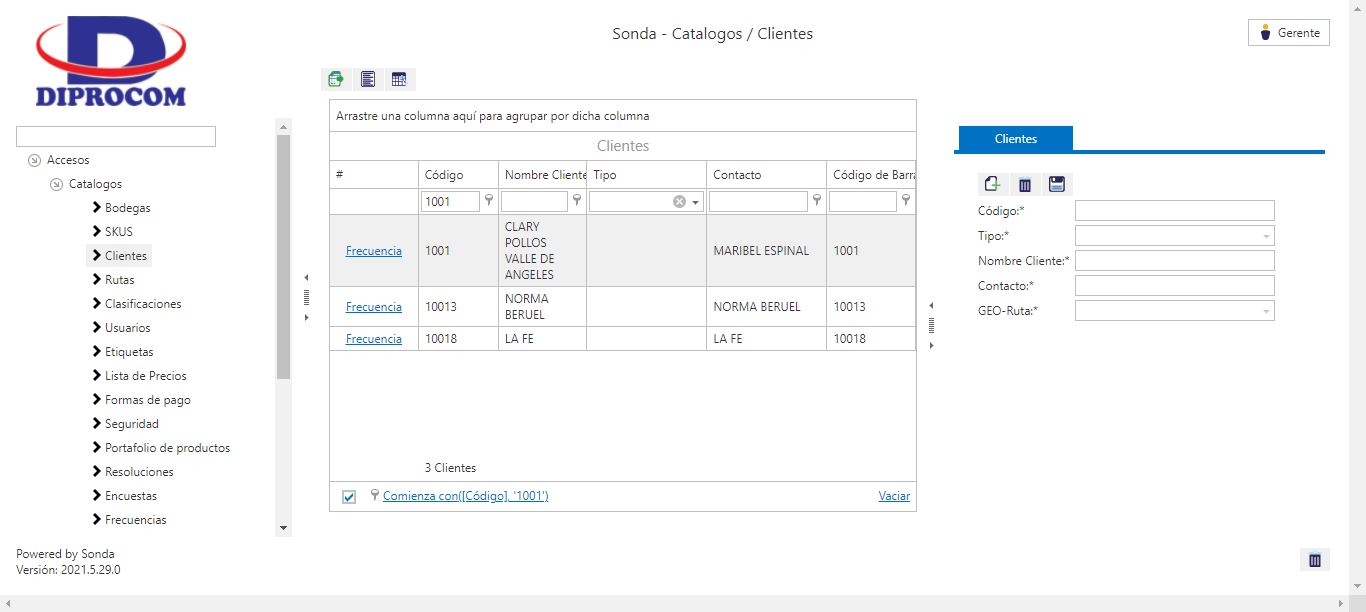 DIPROCOM
Sonda - Catalogos / Clientes
Gerente
Accesos
Catalogos
Bodegas
SKUS
Clientes
Rutas
Clasificaciones
Usuarios
Etiquetas
Lista de Precios
Formas de pago
Seguridad
Portafolio de productos
Resoluciones
Encuestas
Frecuencias
Powered by Sonda
Versión: 2021.5.29.0
Arrastre una columna aquí para agrupar por dicha columna
Clientes
# Código Nombre Cliente Tipo Contacto Código de Barra
1001
Frecuencia 1001 CLARY POLLOS VALLE DE ANGELES MARIBEL ESPINAL 1001
Frecuencia 10013 NORMA BERUEL NORMA BERUEL 10013
Frecuencia 10018 LA FE LA FE 10018
3 Clientes
Comienza con([Código], '1001') Vaciar
Clientes
Código:*
Tipo:*
Nombre Cliente:*
Contacto:*
GEO-Ruta:*